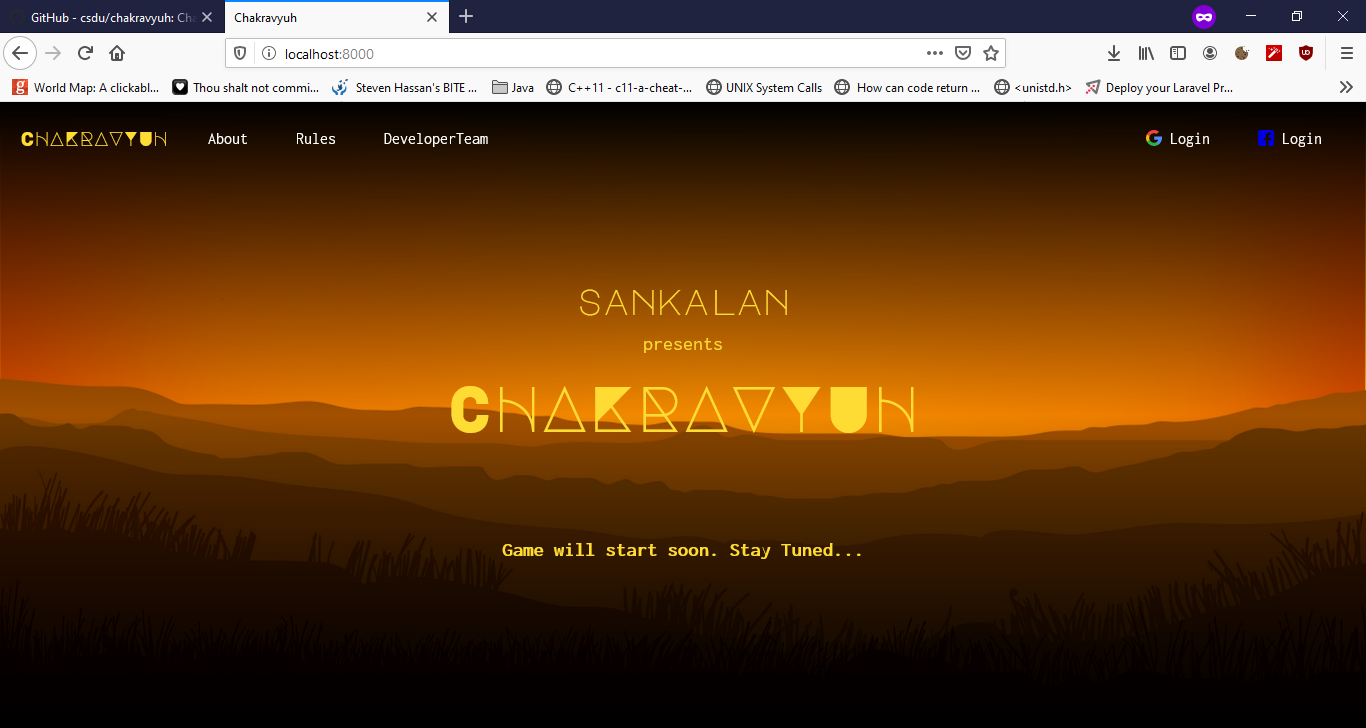 GitHub - csdu/chakravyuh: Cha
Chakravyuh
localhost:8000
World Map: A clickabl...
Thou shalt not commi...
Steven Hassan's BITE ...
Java
C++11 - c11-a-cheat-...
UNIX System Calls
How can code return ...
<unistd.h>
Deploy your Laravel Pr...
CHAKRAVYUH
About
Rules
DeveloperTeam
Login
Login
SANKALAN
presents
CHAKRAVYUH
Game will start soon. Stay Tuned...